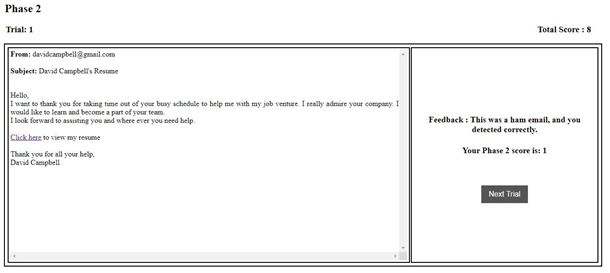 Phase 2
Trial: 1
Total Score : 8
From: davidcampbell@gmail.com
Subject: David Campbell's Resume
Hello,
I want to thank you for taking time out of your busy schedule to help me with my job venture. I really admire your company. I
would like to learn and become a part of your team.
I look forward to assisting you and where ever you need help.
Click here to view my resume
Thank you for all your help,
David Campbell
Feedback : This was a ham email, and you
detected correctly.
Your Phase 2 score is: 1
Next Trial